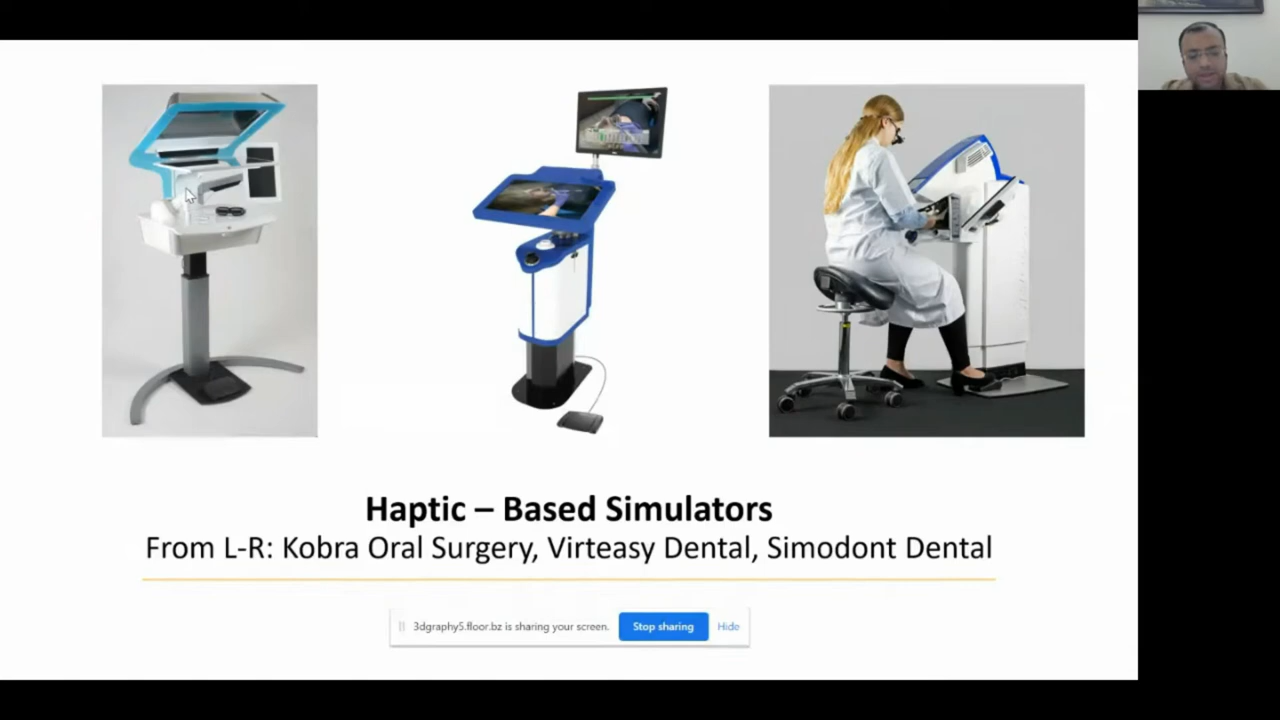 Haptic – Based Simulators
From L-R: Kobra Oral Surgery, Virteasy Dental, Simodont Dental
3dgraphy5.floor.bz is sharing your screen.
Stop sharing
Hide